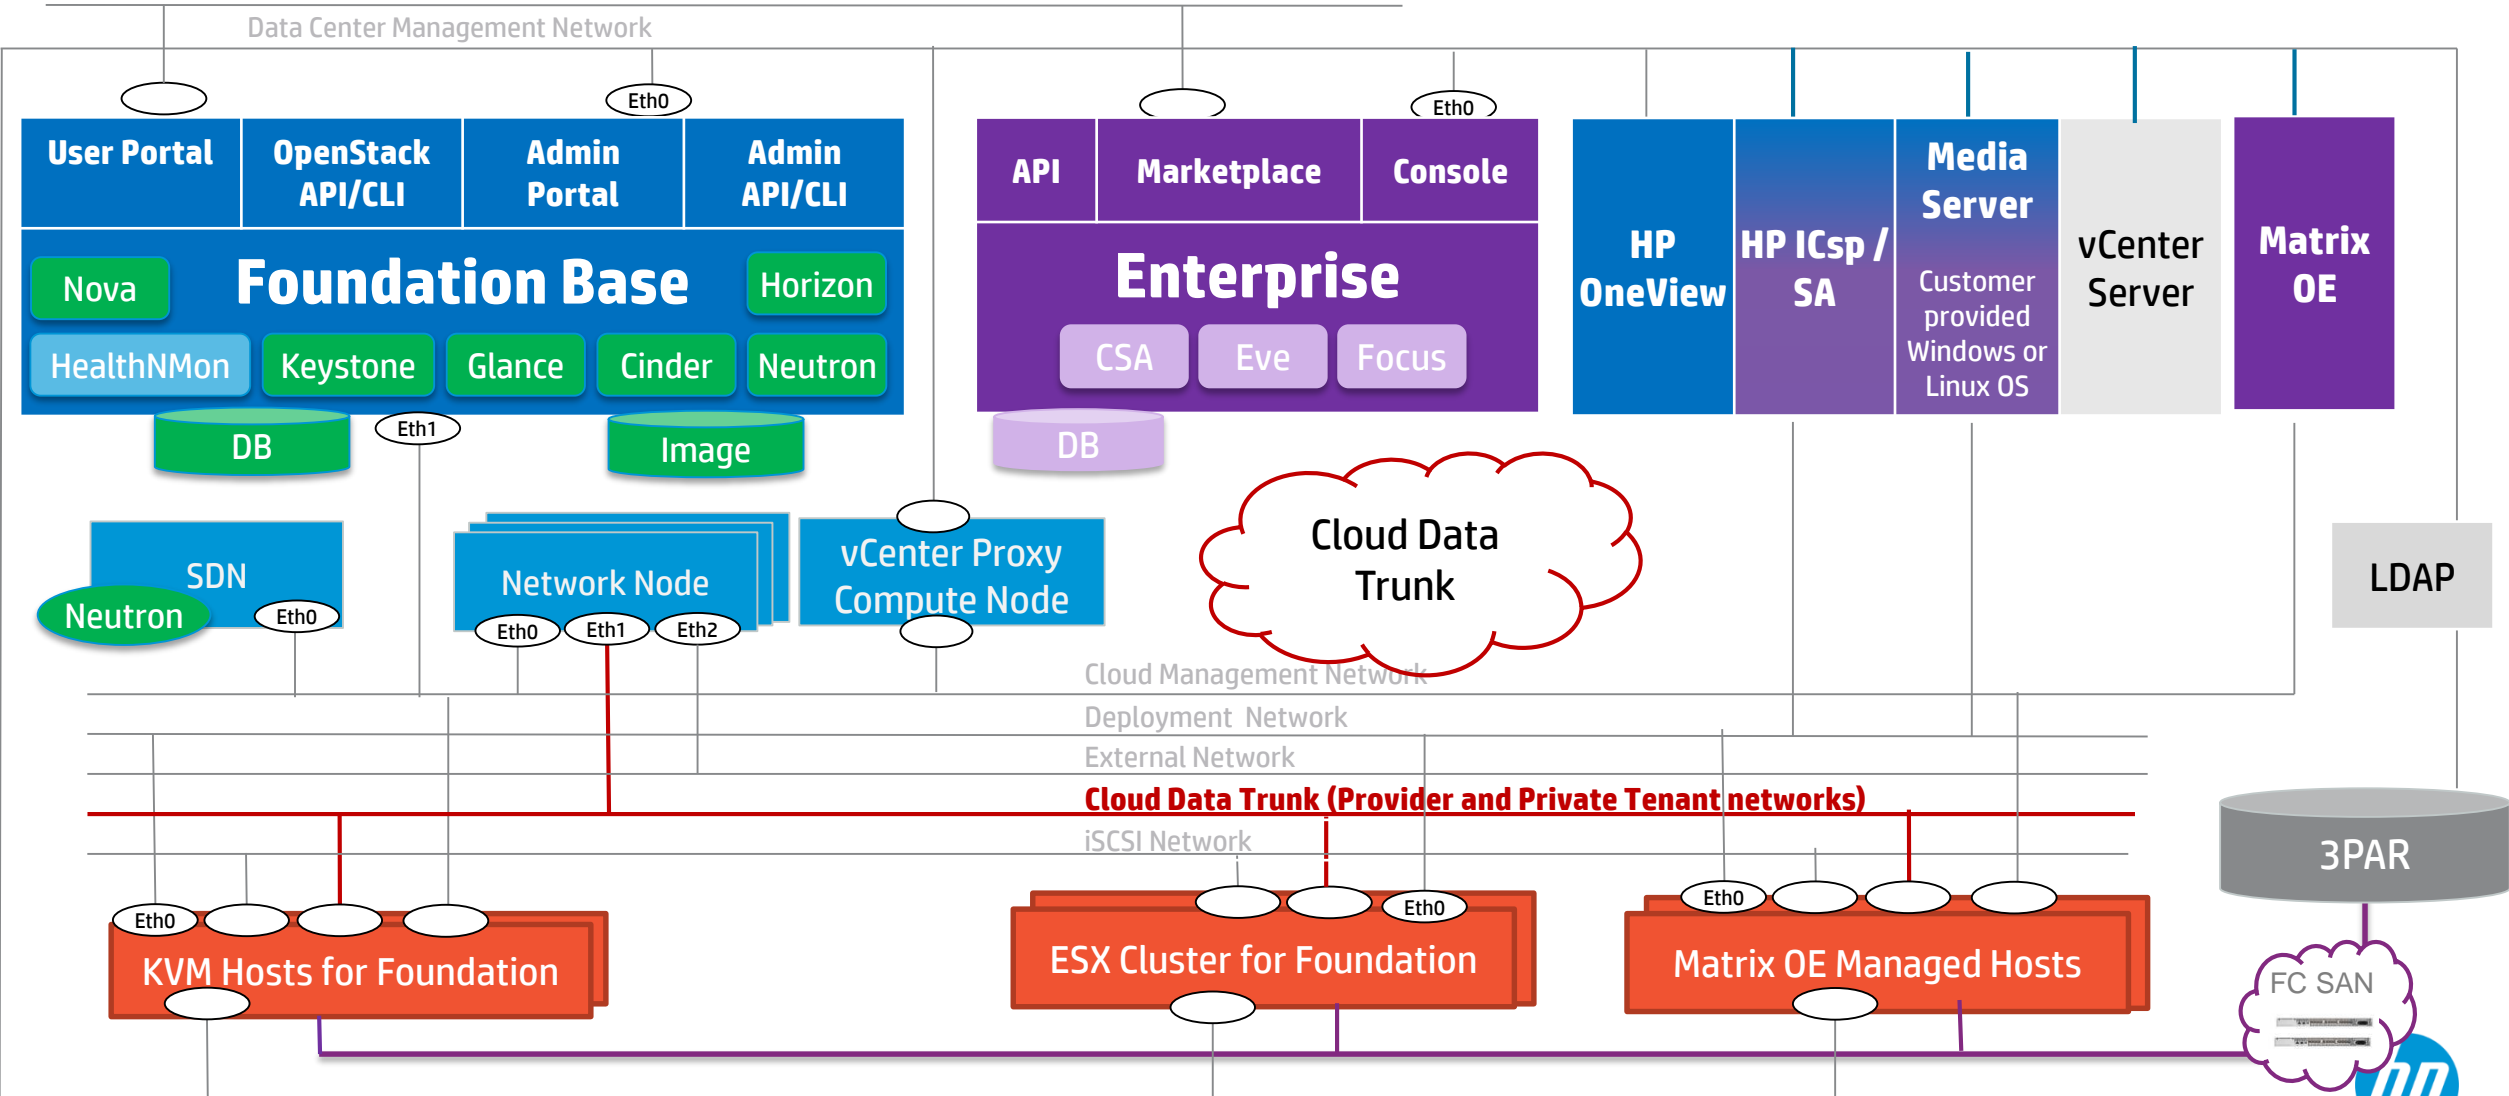 Data Center Management Network
Eth0
Eth0
User Portal
OpenStack
API/CLI
Admin
Portal
Admin
API/CLI
API
Marketplace
Console
Foundation Base
Nova
Horizon
HealthNMon
Keystone
Glance
Cinder
Neutron
DB
Eth1
Image
Enterprise
CSA
Eve
Focus
DB
HP
OneView
HP ICsp /
SA
Media
Server
Customer
provided
Windows or
Linux OS
vCenter
Server
Matrix
OE
SDN
Neutron
Eth0
Network Node
Eth0
Eth1
Eth2
vCenter Proxy
Compute Node
Cloud Data
Trunk
LDAP
Cloud Management Network
Deployment Network
External Network
Cloud Data Trunk (Provider and Private Tenant networks)
iSCSI Network
3PAR
Eth0
KVM Hosts for Foundation
Eth0
ESX Cluster for Foundation
Eth0
Matrix OE Managed Hosts
FC SAN